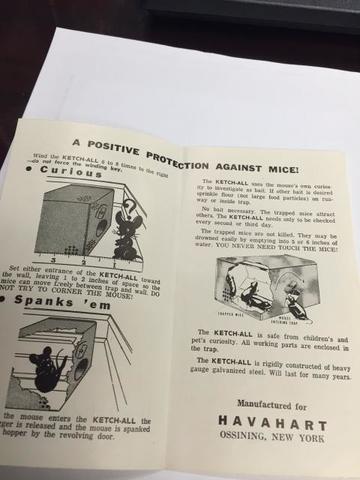 A POSITIVE PROTECTION AGAINST MICE!
Wind the KETCH-ALL 6 to 8 times to the right
—do not force the winding key.
• Curious
3 2 1
Set either entrance of the KETCH-ALL toward
the wall, leaving 1 to 2 inches of space so the
mice can move freely between trap and wall. DO
NOT TRY TO CORNER THE MOUSE!
• Spanks 'em
the mouse enters the KETCH-ALL the
is released and the mouse is spanked
hopper by the revolving door.
The KETCH-ALL uses the mouse's own curios-
ity to investigate as bait. If other bait is desired
sprinkle flour (not large food particles) on run-
way or inside trap.
No bait necessary. The trapped mice attract
others. The KETCH-ALL needs only to be checked
every second or third day.
The trapped mice are not killed. They may be
drowned easily by emptying into 5 or 6 inches of
water. YOU NEVER NEED TOUCH THE MICE!
TRAPPED MICE
MOUSE
ENTERING TRAP
The KETCH-ALL is safe from children's and
pet's curiosity. All working parts are enclosed in
the trap.
The KETCH-ALL is rigidly constructed of heavy
gauge galvanized steel. Will last for many years.
Manufactured for
HAVAHART
OSSINING, NEW YORK